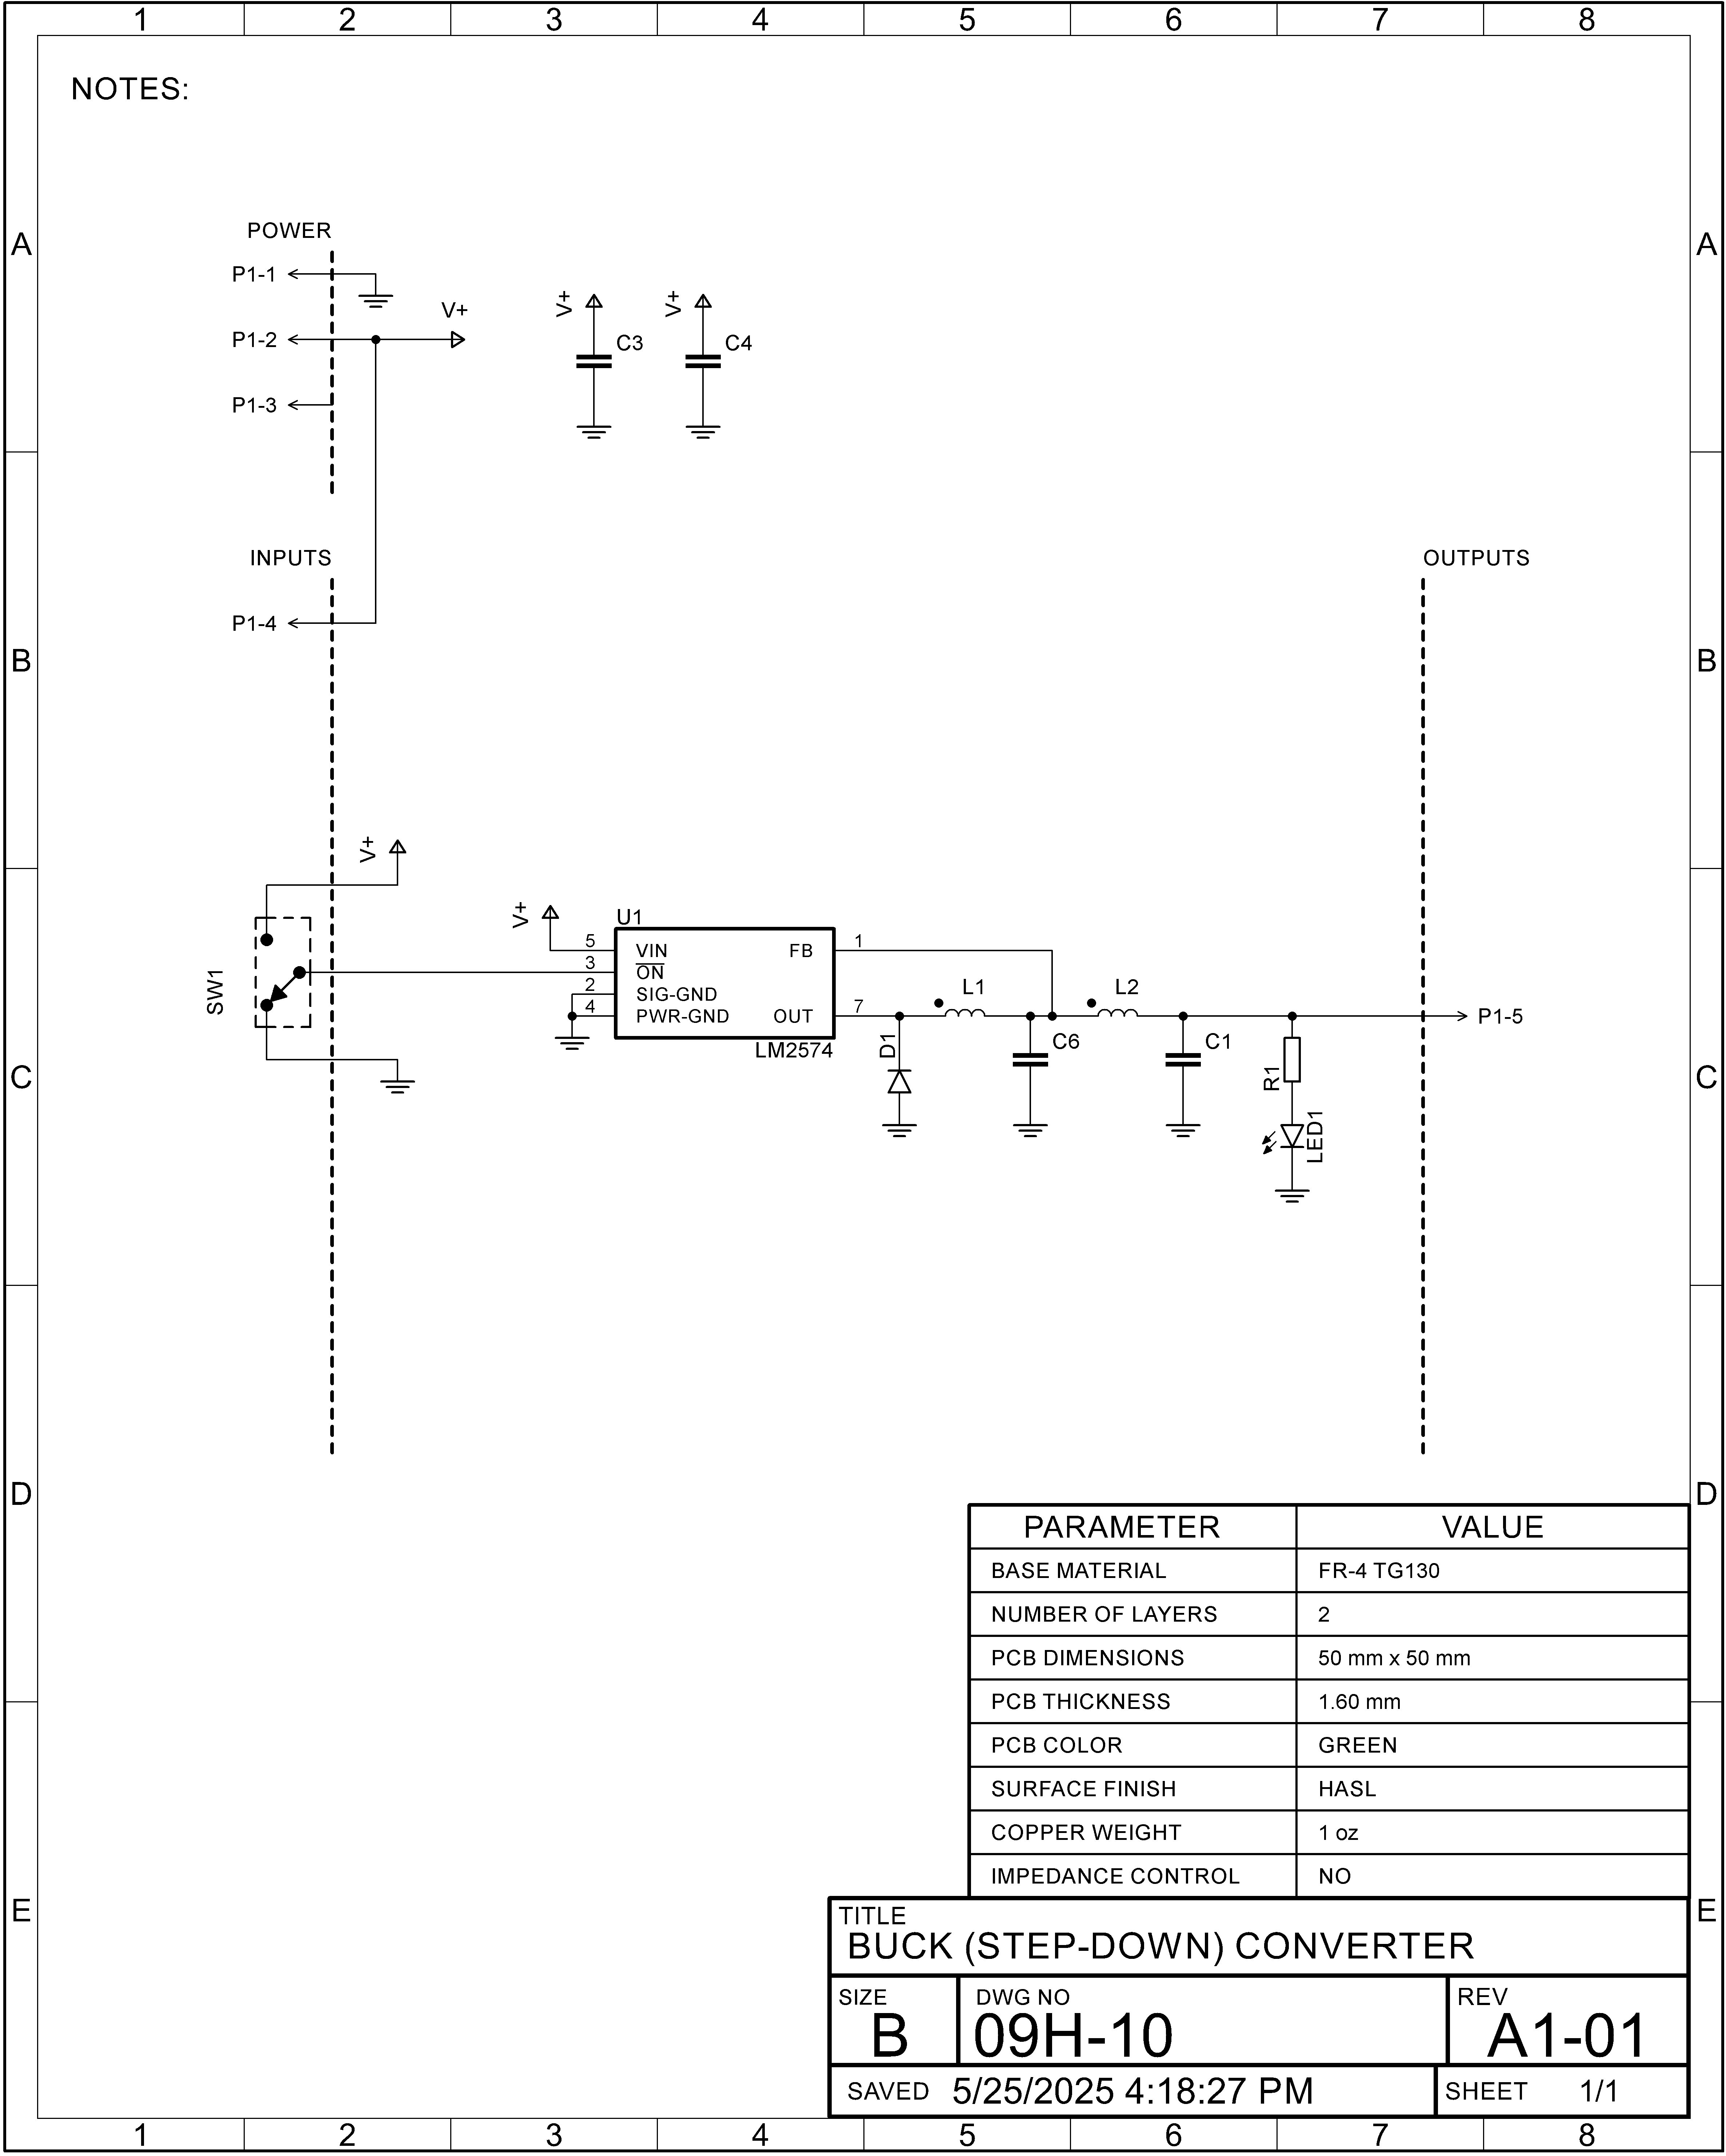 1 2 3 4 5 6 7 8
NOTES:
A A
POWER
P1-1
V+
P1-2
P1-3
V+ C3
V+ C4
INPUTS
OUTPUTS
P1-4
B B
V+
SW1
V+
U1
5 VIN
3 ON
2 SIG-GND
4 PWR-GND
FB 1
OUT 7
LM2574
L1
L2
D1
C6
C1
R1
LED1
P1-5
C C
D D
PARAMETER VALUE
BASE MATERIAL FR-4 TG130
NUMBER OF LAYERS 2
PCB DIMENSIONS 50 mm x 50 mm
PCB THICKNESS 1.60 mm
PCB COLOR GREEN
SURFACE FINISH HASL
COPPER WEIGHT 1 oz
IMPEDANCE CONTROL NO
E E
TITLE
BUCK (STEP-DOWN) CONVERTER
SIZE
B
DWG NO
09H-10
REV
A1-01
SAVED 5/25/2025 4:18:27 PM
SHEET 1/1
1 2 3 4 5 6 7 8